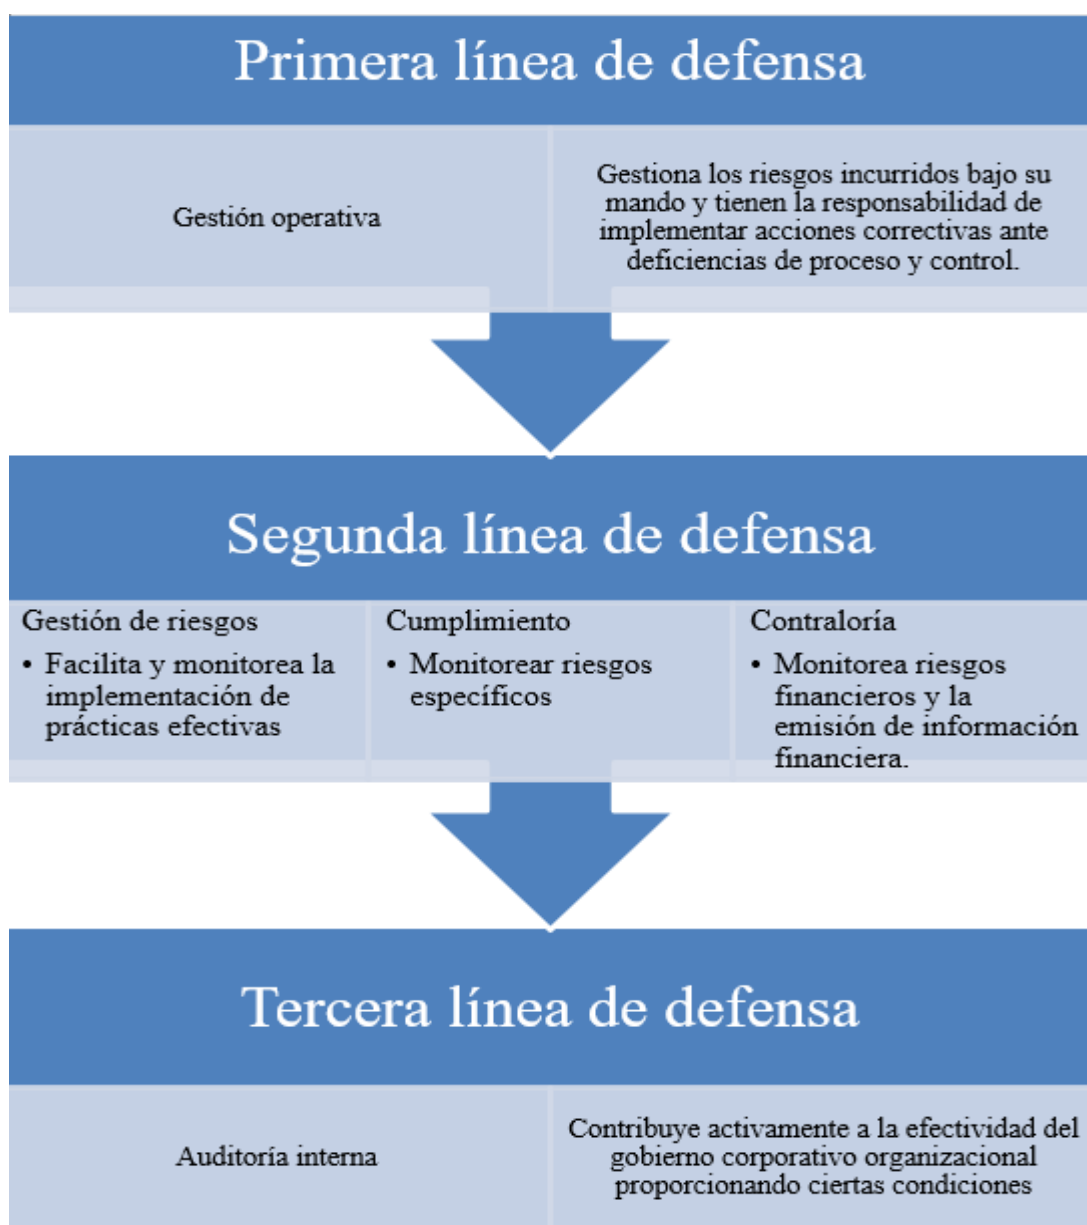 Primera línea de defensa
Gestión operativa
Gestiona los riesgos incurridos bajo su
mando y tienen la responsabilidad de
implementar acciones correctivas ante
deficiencias de proceso y control.
Segunda línea de defensa
Gestión de riesgos
• Facilita y monitorea la
implementación de
prácticas efectivas
Cumplimiento
• Monitorear riesgos
específicos
Contraloría
• Monitorea riesgos
financieros y la
emisión de información
financiera.
Tercera línea de defensa
Auditoría interna
Contribuye activamente a la efectividad del
gobierno corporativo organizacional
proporcionando ciertas condiciones